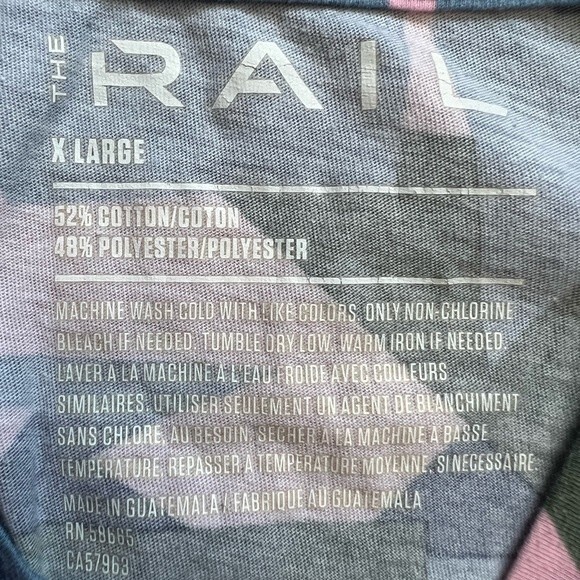 THE RAIL
X LARGE
52% COTTON/COTON
48% POLYESTER/POLYESTER
MACHINE WASH COLD WITH LIKE COLORS, ONLY NON-CHLORINE
BLEACH IF NEEDED. TUMBLE DRY LOW. WARM IRON IF NEEDED.
LAVER A LA MACHINE A L'EAU FROIDE AVEC COULEURS
SIMILAIRES. UTILISER SEULEMENT UN AGENT DE BLANCHIMENT
SANS CHLORE, AU BESOIN. SECHER A LA MACHINE A BASSE
TEMPERATURE. REPASSER A TEMPERATURE MOYENNE, SI NECESSAIRE.
MADE IN GUATEMALA / FABRIQUE AU GUATEMALA
RN 58665
CA57963